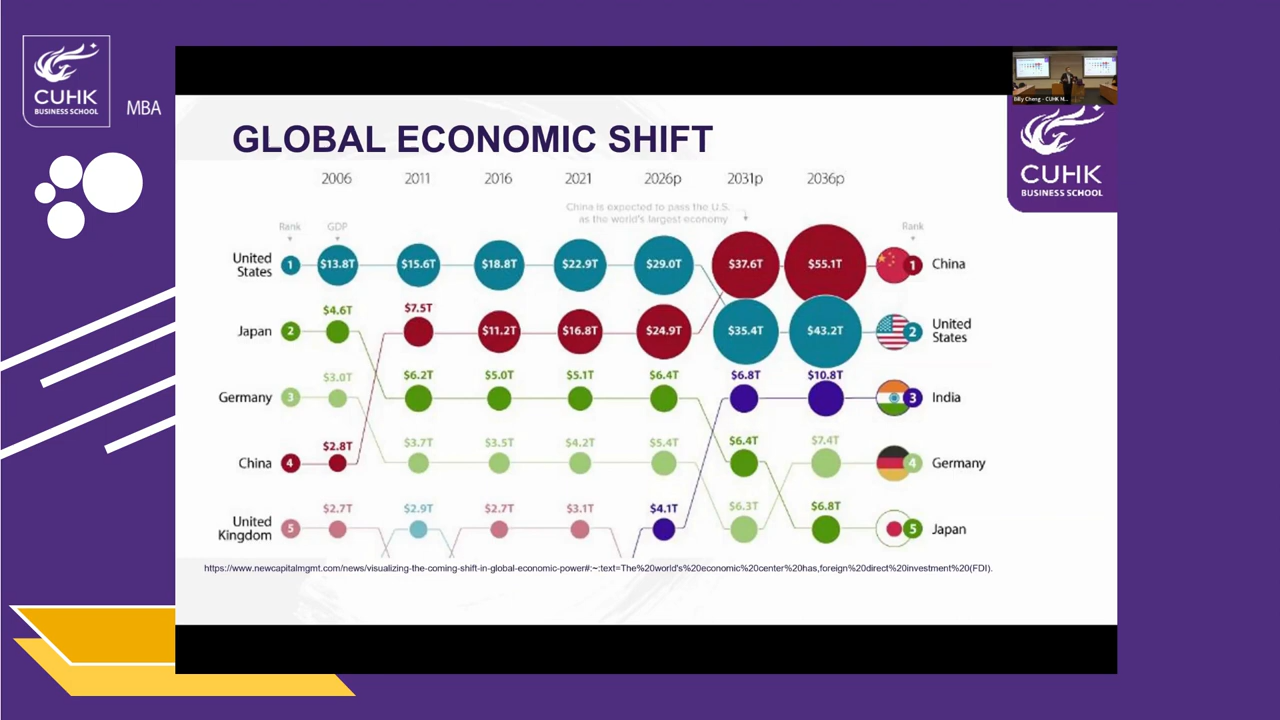 CUHK
BUSINESS SCHOOL
MBA
Billy Cheng - CUHK M...
CUHK
BUSINESS SCHOOL
GLOBAL ECONOMIC SHIFT
2006 2011 2016 2021 2026p 2031p 2036p
China is expected to pass the U.S.
as the world's largest economy
Rank GDP Rank
United States 1 $13.8T $15.6T $18.8T $22.9T $29.0T $37.6T $55.1T 1 China
Japan 2 $4.6T $7.5T $11.2T $16.8T $24.9T $35.4T $43.2T 2 United States
Germany 3 $3.0T $6.2T $5.0T $5.1T $6.4T $6.8T $10.8T 3 India
China 4 $2.8T $3.7T $3.5T $4.2T $5.4T $6.4T $7.4T 4 Germany
United Kingdom 5 $2.7T $2.9T $2.7T $3.1T $4.1T $6.3T $6.8T 5 Japan
https://www.newcapitalmgmt.com/news/visualizing-the-coming-shift-in-global-economic-power#:~:text=The%20world's%20economic%20center%20has,foreign%20direct%20investment%20(FDI).